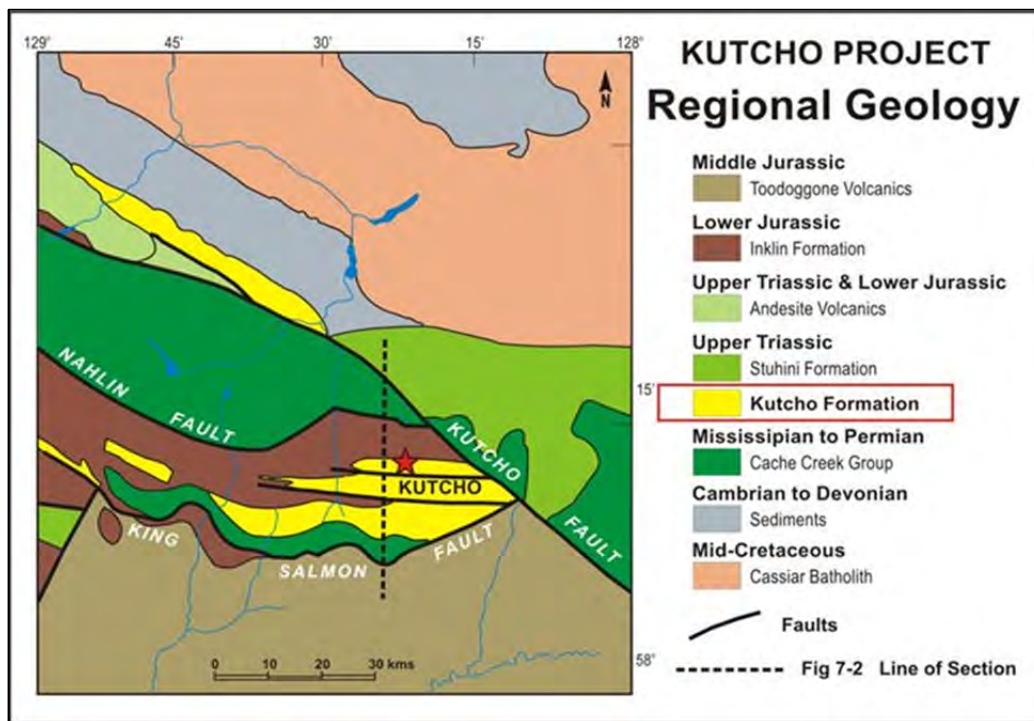 129°
45'
30'
15'
128°
KUTCHO PROJECT
Regional Geology
N
Middle Jurassic
Toodoggone Volcanics
Lower Jurassic
Inklin Formation
Upper Triassic & Lower Jurassic
Andesite Volcanics
Upper Triassic
Stuhini Formation
Kutcho Formation
Mississipian to Permian
Cache Creek Group
Cambrian to Devonian
Sediments
Mid-Cretaceous
Cassiar Batholith
Faults
Fig 7-2 Line of Section
15'
58°
NAHLIN
FAULT
KUTCHO
FAULT
KUTCHO
KING
SALMON
FAULT
0 10 20 30 kms